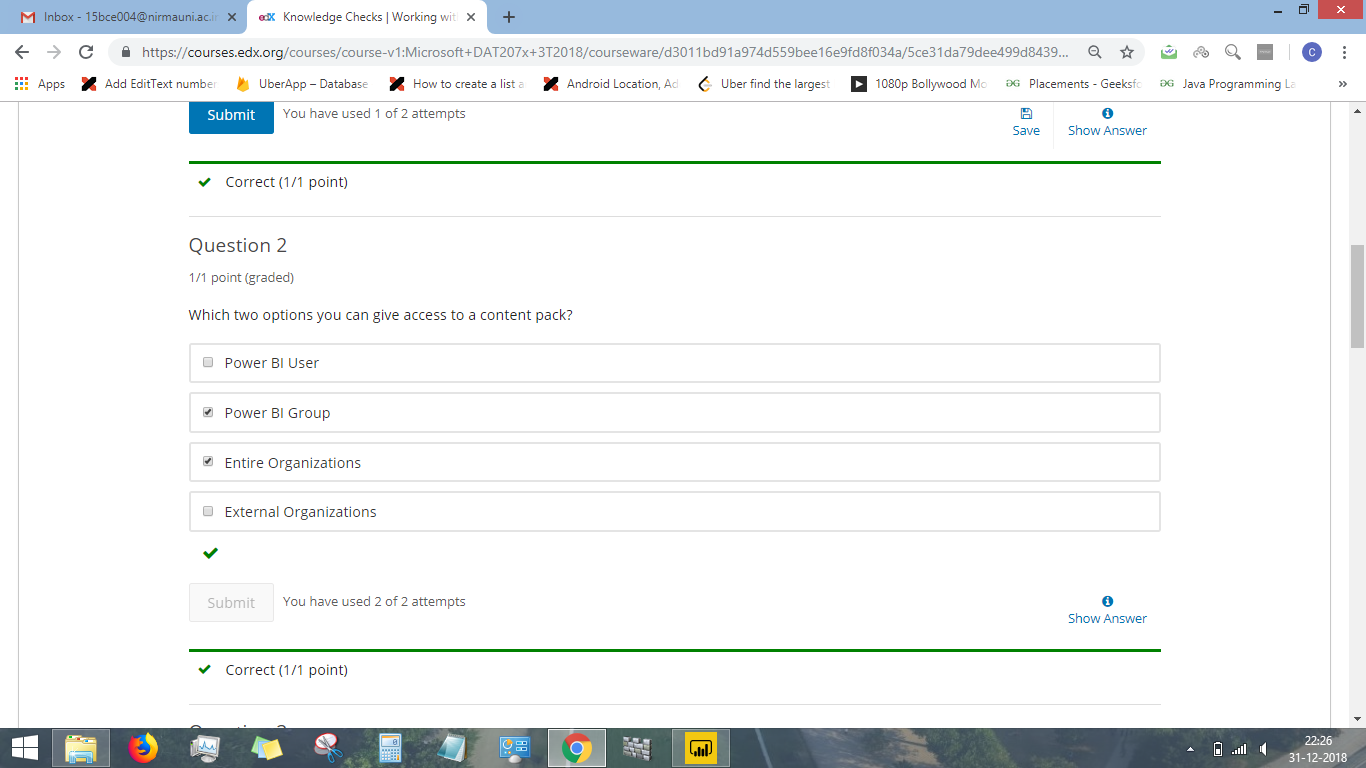 Inbox - 15bce004@nirmauni.ac.i
Knowledge Checks | Working wit
https://courses.edx.org/courses/course-v1:Microsoft+DAT207x+3T2018/courseware/d3011bd91a974d559bee16e9fd8f034a/5ce31da79dee499d8439...
C
Apps
Add EditText number
UberApp – Database
How to create a list a
Android Location, Ad
Uber find the largest
1080p Bollywood Mo
Placements - Geeksfo
Java Programming La
»
Submit
You have used 1 of 2 attempts
Save
Show Answer
Correct (1/1 point)
Question 2
1/1 point (graded)
Which two options you can give access to a content pack?
Power BI User
Power BI Group
Entire Organizations
External Organizations
Submit
You have used 2 of 2 attempts
Show Answer
Correct (1/1 point)
22:26
31-12-2018